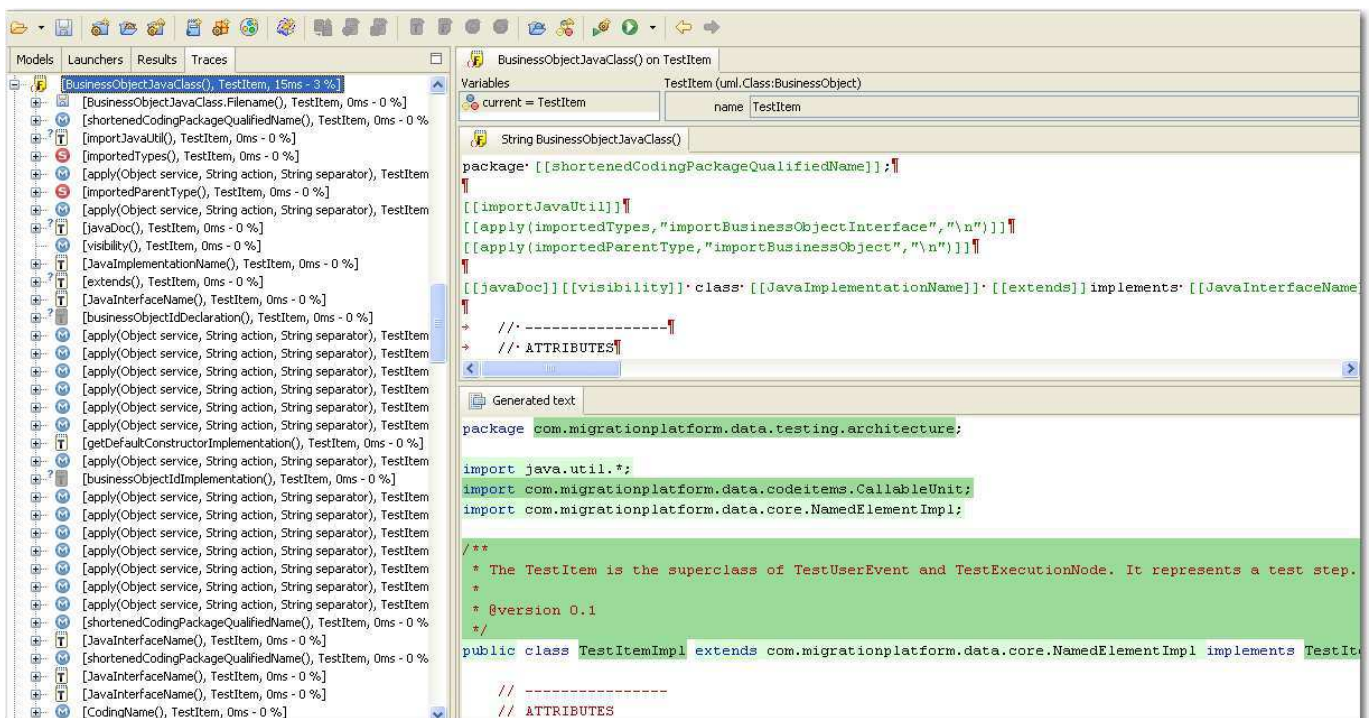 Models Launchers Results Traces
[BusinessObjectJavaClass(), TestItem, 15ms - 3 %]
[BusinessObjectJavaClass.Filename(), TestItem, 0ms - 0 %]
[shortenedCodingPackageQualifiedName(), TestItem, 0ms - 0 %
? T [importJavaUtil(), TestItem, 0ms - 0 %]
S [importedTypes(), TestItem, 0ms - 0 %]
M [apply(Object service, String action, String separator), TestItem
S [importedParentType(), TestItem, 0ms - 0 %]
M [apply(Object service, String action, String separator), TestItem
? T [javaDoc(), TestItem, 0ms - 0 %]
M [visibility(), TestItem, 0ms - 0 %]
T [JavaImplementationName(), TestItem, 0ms - 0 %]
? T [extends(), TestItem, 0ms - 0 %]
T [JavaInterfaceName(), TestItem, 0ms - 0 %]
? T [businessObjectIdDeclaration(), TestItem, 0ms - 0 %]
M [apply(Object service, String action, String separator), TestItem
M [apply(Object service, String action, String separator), TestItem
M [apply(Object service, String action, String separator), TestItem
M [apply(Object service, String action, String separator), TestItem
M [apply(Object service, String action, String separator), TestItem
M [apply(Object service, String action, String separator), TestItem
T [getDefaultConstructorImplementation(), TestItem, 0ms - 0 %]
M [apply(Object service, String action, String separator), TestItem
? T [businessObjectIdImplementation(), TestItem, 0ms - 0 %]
M [apply(Object service, String action, String separator), TestItem
M [apply(Object service, String action, String separator), TestItem
M [apply(Object service, String action, String separator), TestItem
M [apply(Object service, String action, String separator), TestItem
M [apply(Object service, String action, String separator), TestItem
M [apply(Object service, String action, String separator), TestItem
M [apply(Object service, String action, String separator), TestItem
M [shortenedCodingPackageQualifiedName(), TestItem, 0ms - 0 %
T [JavaInterfaceName(), TestItem, 0ms - 0 %]
M [shortenedCodingPackageQualifiedName(), TestItem, 0ms - 0 %
T [JavaInterfaceName(), TestItem, 0ms - 0 %]
T [JavaInterfaceName(), TestItem, 0ms - 0 %]
M [CodingName(), TestItem, 0ms - 0 %]
BusinessObjectJavaClass() on TestItem
Variables TestItem (uml.Class:BusinessObject)
current = TestItem name TestItem
String BusinessObjectJavaClass()
package· [[shortenedCodingPackageQualifiedName]];¶
¶
[[importJavaUtil]]¶
[[apply(importedTypes,"importBusinessObjectInterface","\n")]]¶
[[apply(importedParentType,"importBusinessObject","\n")]]¶
¶
[[javaDoc]][[visibility]]·class·[[JavaImplementationName]]·[[extends]]implements·[[JavaInterfaceName
¶
// ·----------------¶
// ·ATTRIBUTES¶
Generated text
package com.migrationplatform.data.testing.architecture;
import java.util.*;
import com.migrationplatform.data.codeitems.CallableUnit;
import com.migrationplatform.data.core.NamedElementImpl;
/**
* The TestItem is the superclass of TestUserEvent and TestExecutionNode. It represents a test step.
*
* @version 0.1
*/
public class TestItemImpl extends com.migrationplatform.data.core.NamedElementImpl implements TestIte
// ----------------
// ATTRIBUTES